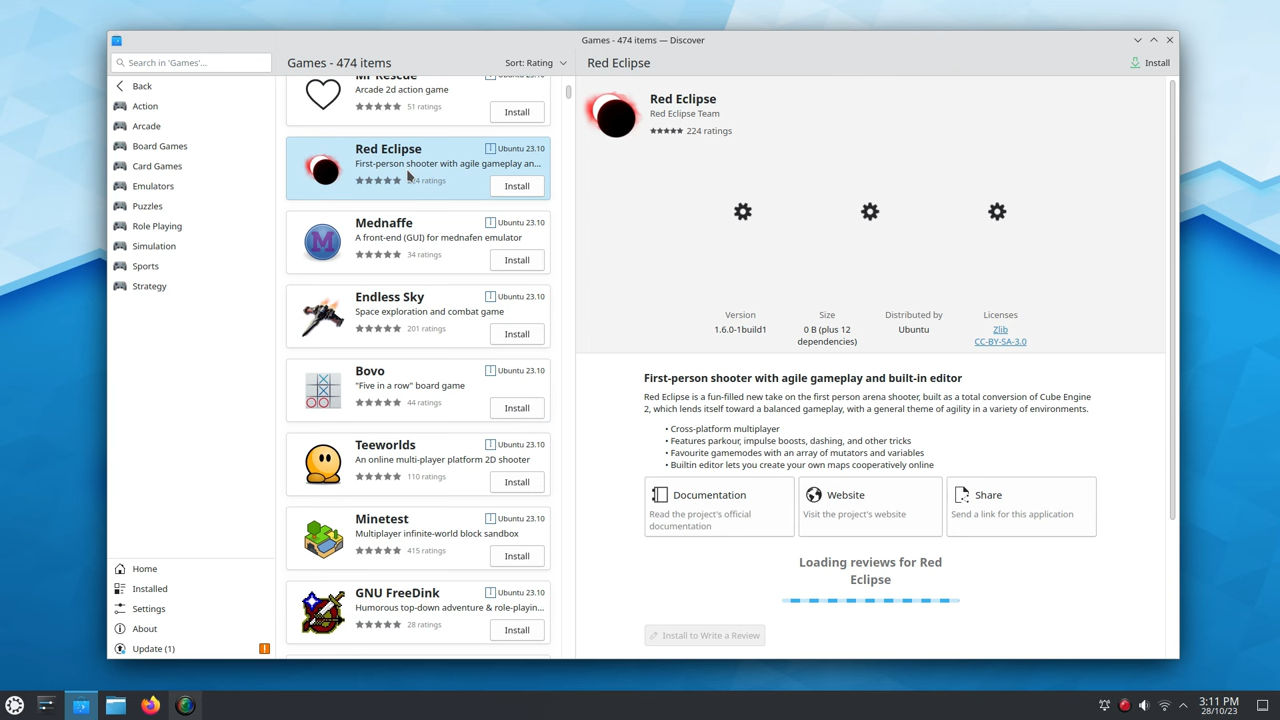 Games - 474 items — Discover
Search in 'Games'...
Games - 474 items
Sort: Rating
Red Eclipse
Install
Back
Action
Arcade
Board Games
Card Games
Emulators
Puzzles
Role Playing
Simulation
Sports
Strategy
Home
Installed
Settings
About
Update (1)
Mr Rescue
Arcade 2d action game
51 ratings
Install
Red Eclipse
Ubuntu 23.10
First-person shooter with agile gameplay an...
ratings
Install
Mednaffe
Ubuntu 23.10
A front-end (GUI) for mednafen emulator
34 ratings
Install
Endless Sky
Ubuntu 23.10
Space exploration and combat game
201 ratings
Install
Bovo
Ubuntu 23.10
"Five in a row" board game
44 ratings
Install
Teeworlds
Ubuntu 23.10
An online multi-player platform 2D shooter
110 ratings
Install
Minetest
Ubuntu 23.10
Multiplayer infinite-world block sandbox
415 ratings
Install
GNU FreeDink
Ubuntu 23.10
Humorous top-down adventure & role-playin...
28 ratings
Install
Red Eclipse
Red Eclipse Team
224 ratings
Version
1.6.0-1build1
Size
0 B (plus 12
dependencies)
Distributed by
Ubuntu
Licenses
Zlib
CC-BY-SA-3.0
First-person shooter with agile gameplay and built-in editor
Red Eclipse is a fun-filled new take on the first person arena shooter, built as a total conversion of Cube Engine
2, which lends itself toward a balanced gameplay, with a general theme of agility in a variety of environments.
• Cross-platform multiplayer
• Features parkour, impulse boosts, dashing, and other tricks
• Favourite gamemodes with an array of mutators and variables
• Builtin editor lets you create your own maps cooperatively online
Documentation
Read the project's official
documentation
Website
Visit the project's website
Share
Send a link for this application
Loading reviews for Red
Eclipse
Install to Write a Review
3:11 PM
28/10/23